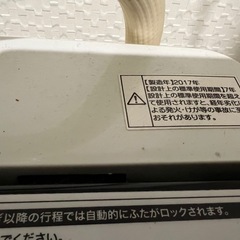 【製造年】2017年
【設計上の標準使用期間】7年
設計上の標準使用期間を超え
て使用されますと、経年劣化に
よる発火・けが等の事故に至る
おそれがあります。
以降の行程では自動的にふたがロックされます。
でください。